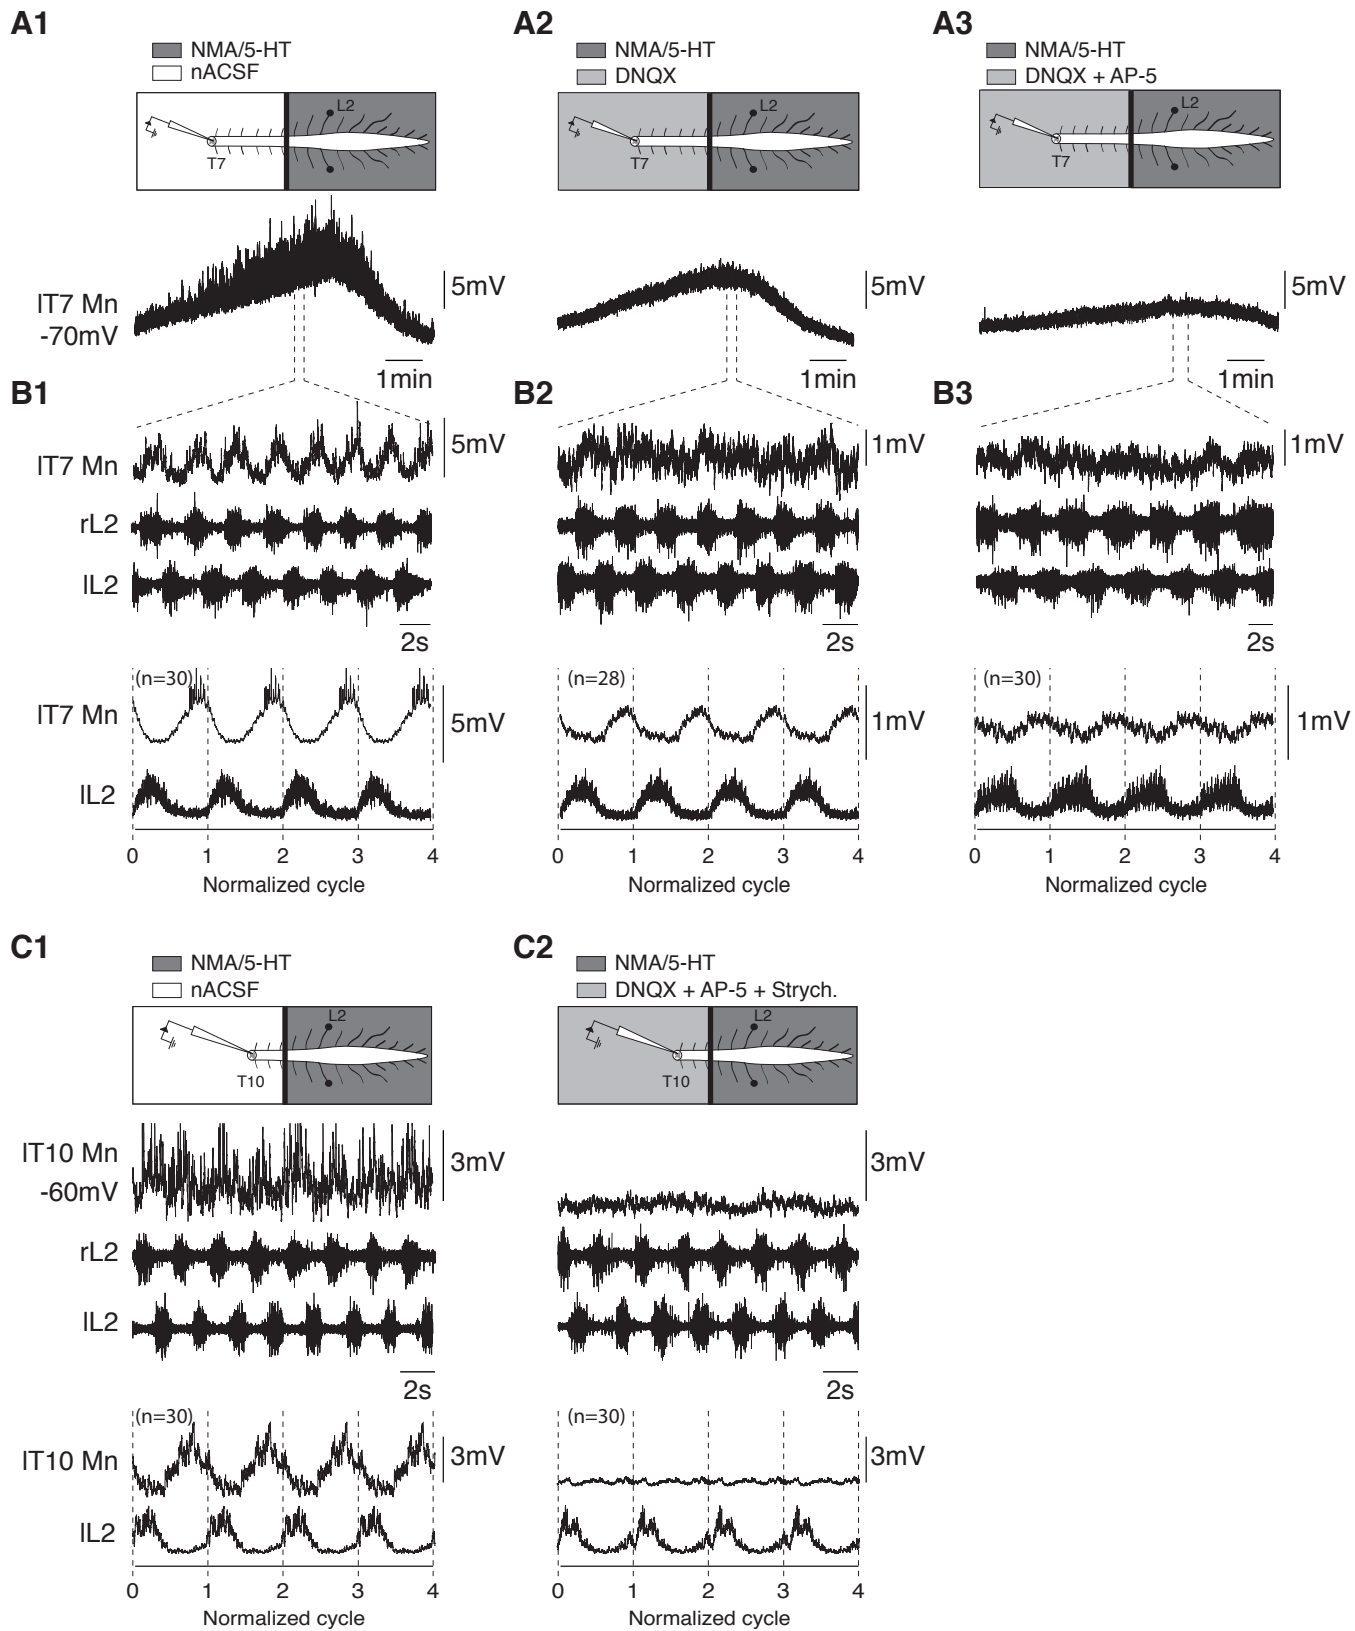 A1
NMA/5-HT
nACSF
L2
T7
lT7 Mn
-70mV
5mV
1min
A2
NMA/5-HT
DNQX
L2
T7
5mV
1min
A3
NMA/5-HT
DNQX + AP-5
L2
T7
5mV
1min
B1
lT7 Mn
5mV
rL2
lL2
2s
(n=30)
lT7 Mn
5mV
lL2
0 1 2 3 4
Normalized cycle
B2
1mV
2s
(n=28)
1mV
0 1 2 3 4
Normalized cycle
B3
1mV
2s
(n=30)
1mV
0 1 2 3 4
Normalized cycle
C1
NMA/5-HT
nACSF
L2
T10
lT10 Mn
-60mV
3mV
rL2
lL2
2s
(n=30)
lT10 Mn
3mV
lL2
0 1 2 3 4
Normalized cycle
C2
NMA/5-HT
DNQX + AP-5 + Strych.
L2
T10
3mV
2s
(n=30)
3mV
0 1 2 3 4
Normalized cycle